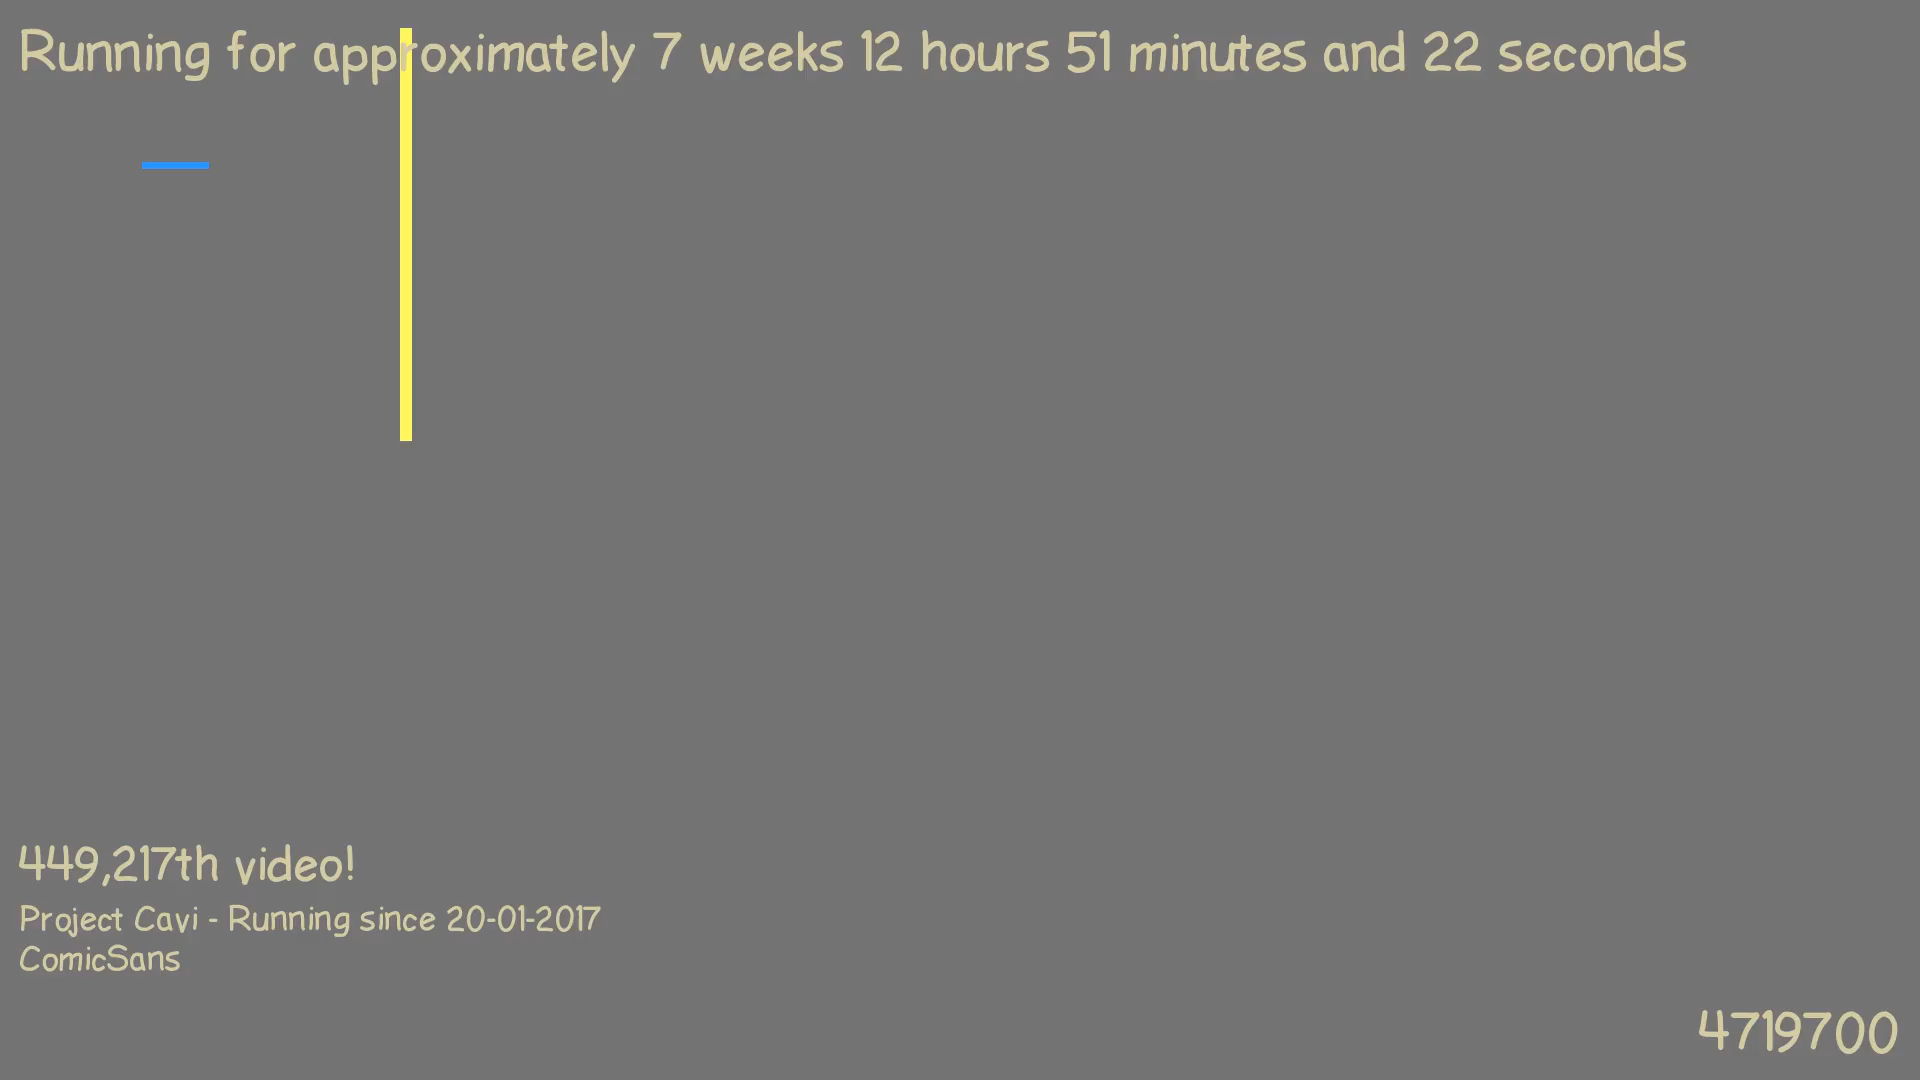 Running for approximately 7 weeks 12 hours 51 minutes and 22 seconds
449,217th video!
Project Cavi - Running since 20-01-2017
ComicSans
4719700